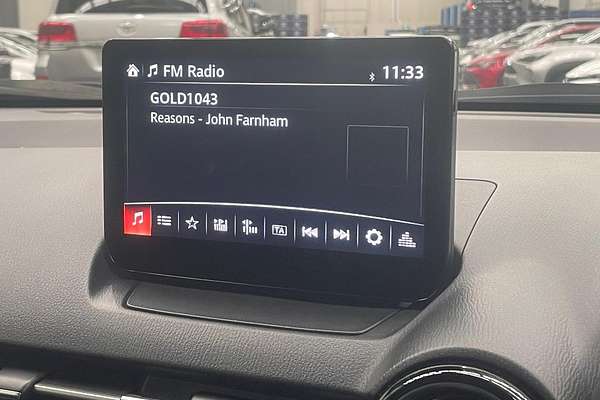 FM Radio
11:33
GOLD1043
Reasons - John Farnham
TA